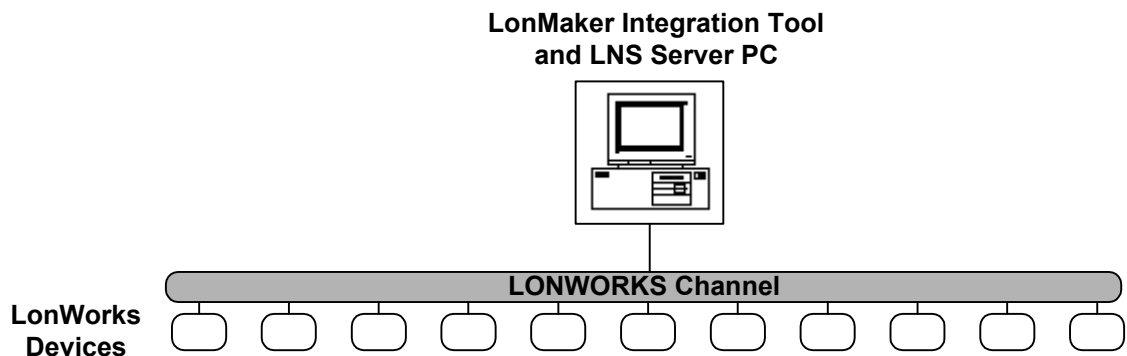 LonMaker Integration Tool
and LNS Server PC
LONWORKS Channel
LonWorks
Devices